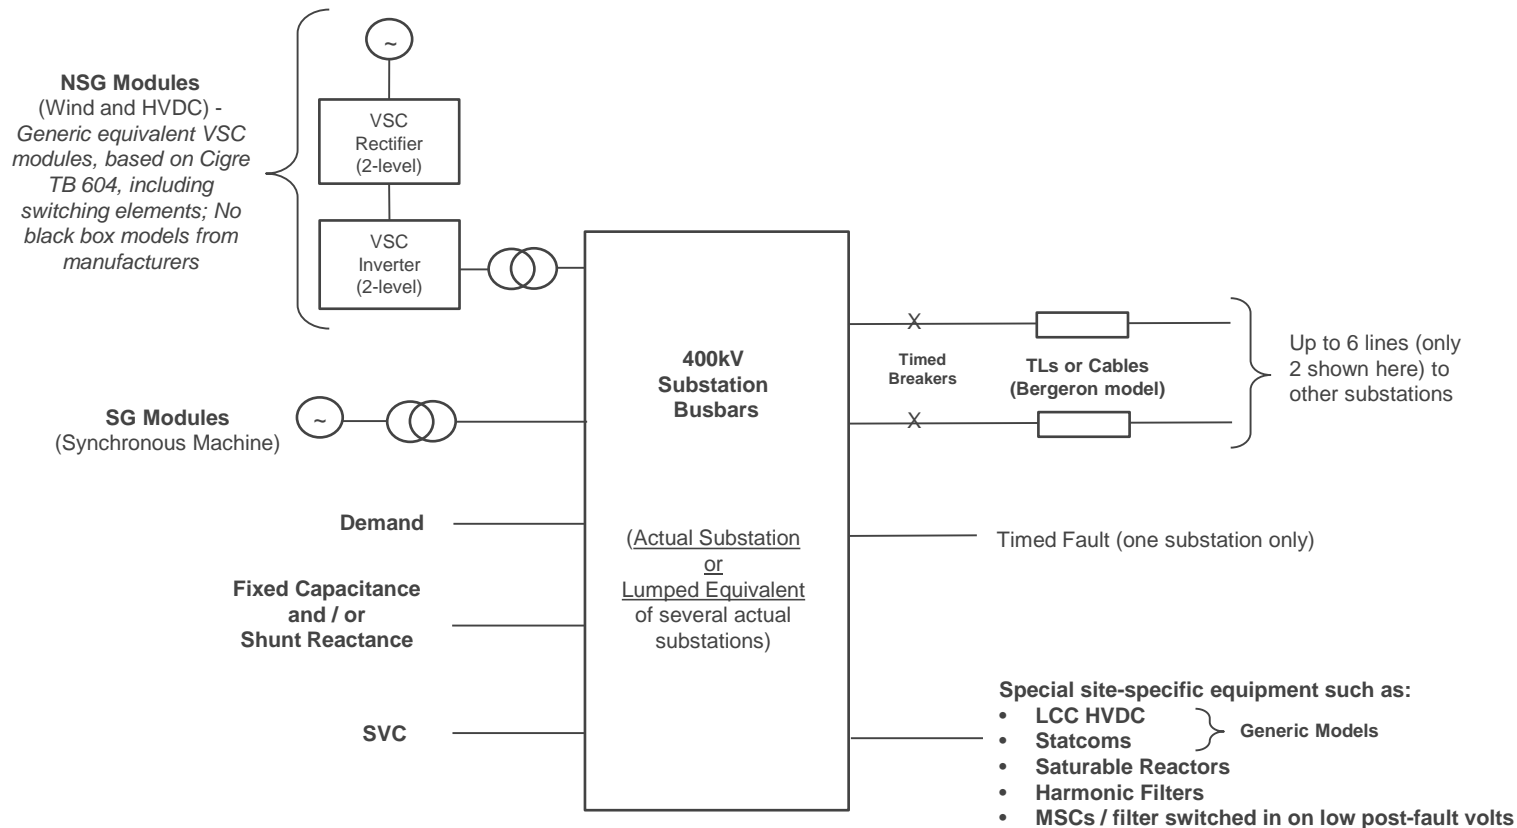 ~
NSG Modules
(Wind and HVDC) -
Generic equivalent VSC
modules, based on Cigre
TB 604, including
switching elements; No
black box models from
manufacturers
VSC
Rectifier
(2-level)
VSC
Inverter
(2-level)
SG Modules
(Synchronous Machine)
~
Demand
Fixed Capacitance
and / or
Shunt Reactance
SVC
400kV
Substation
Busbars
(Actual Substation
or
Lumped Equivalent
of several actual
substations)
X
Timed
Breakers
X
TLs or Cables
(Bergeron model)
Up to 6 lines (only
2 shown here) to
other substations
Timed Fault (one substation only)
Special site-specific equipment such as:
• LCC HVDC
• Statcoms
Generic Models
• Saturable Reactors
• Harmonic Filters
• MSCs / filter switched in on low post-fault volts